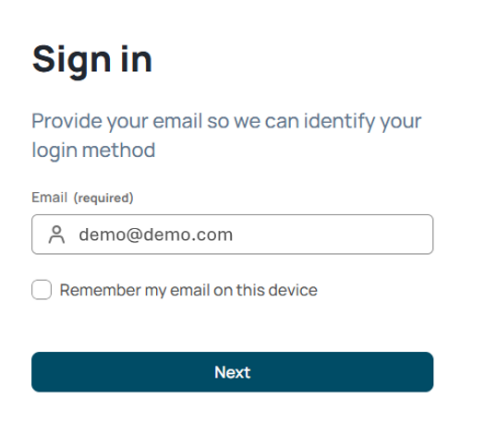 Sign in
Provide your email so we can identify your
login method
Email (required)
demo@demo.com
Remember my email on this device
Next